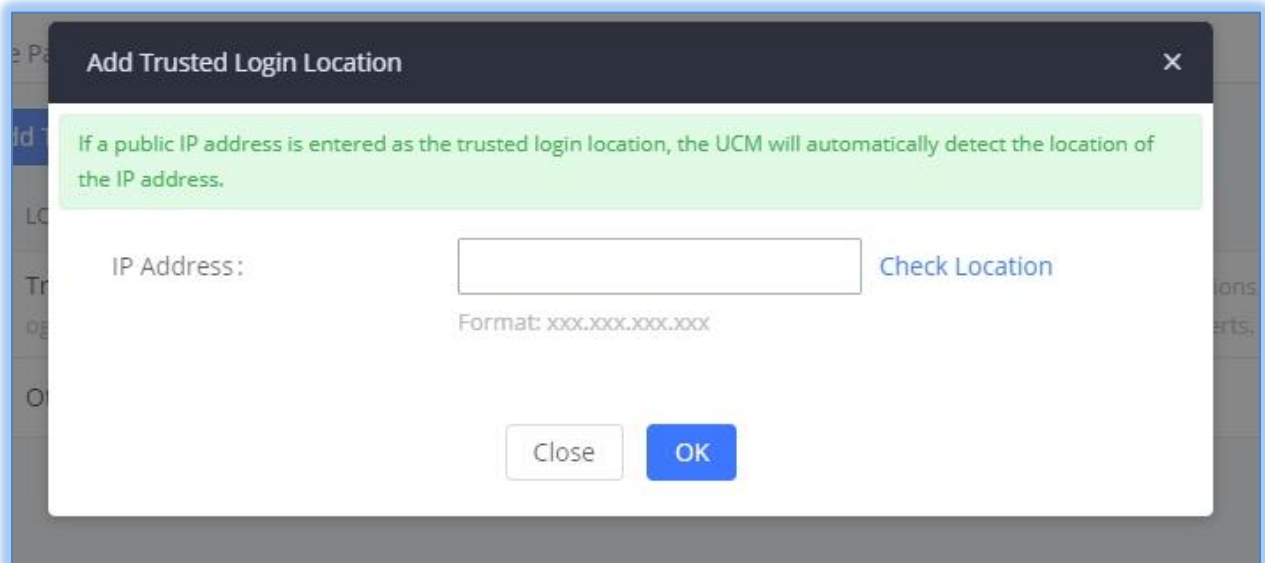 Add Trusted Login Location
If a public IP address is entered as the trusted login location, the UCM will automatically detect the location of
the IP address.
IP Address:
Check Location
Format: xxx.xxx.xxx.xxx
Close
OK